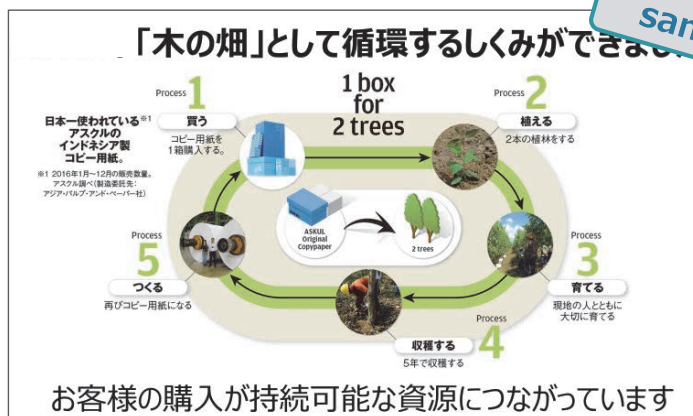 「木の畑」として循環するしくみができまし
san
1 box
for
2 trees
Process 1
買う
コピー用紙を
1箱購入する。
日本一使われている※1
アスクルの
インドネシア製
コピー用紙。
※1 2016年1月〜12月の販売数量。
アスクル調べ(製造委託先:
アジア・パルプ・アンド・ペーパー社)
Process 2
植える
2本の植林をする
ASKUL
Original
Copypaper
2 trees
Process 3
育てる
現地の人とともに
大切に育てる
Process 4
収穫する
5年で収穫する
Process 5
つくる
再びコピー用紙になる
お客様の購入が持続可能な資源につながっています